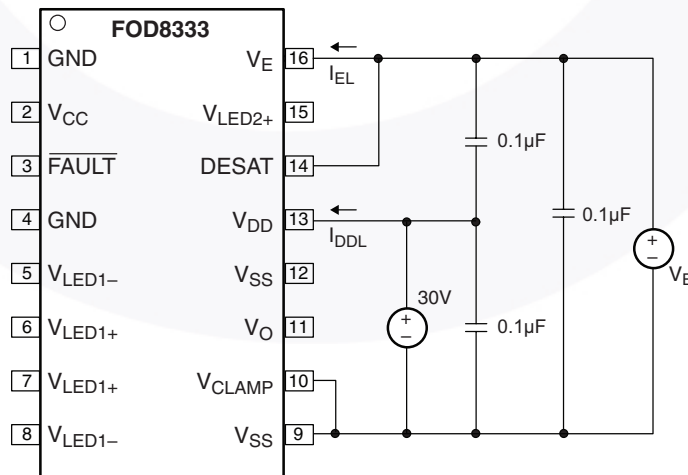 FOD8333
1 GND
2 VCC
3 FAULT
4 GND
5 VLED1–
6 VLED1+
7 VLED1+
8 VLED1–
VE 16
VLED2+ 15
DESAT 14
VDD 13
VSS 12
VO 11
VCLAMP 10
VSS 9
IEL
IDDL
0.1µF
0.1µF
0.1µF
30V
+
–
+
–
VE